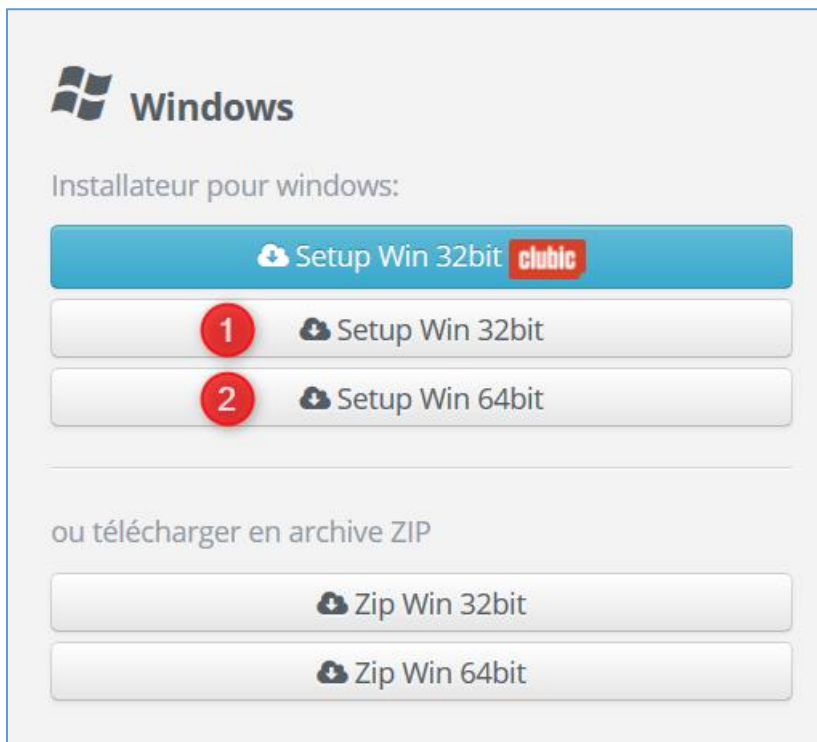 Windows
Installateur pour windows:
Setup Win 32bit clubic
1 Setup Win 32bit
2 Setup Win 64bit
ou télécharger en archive ZIP
Zip Win 32bit
Zip Win 64bit